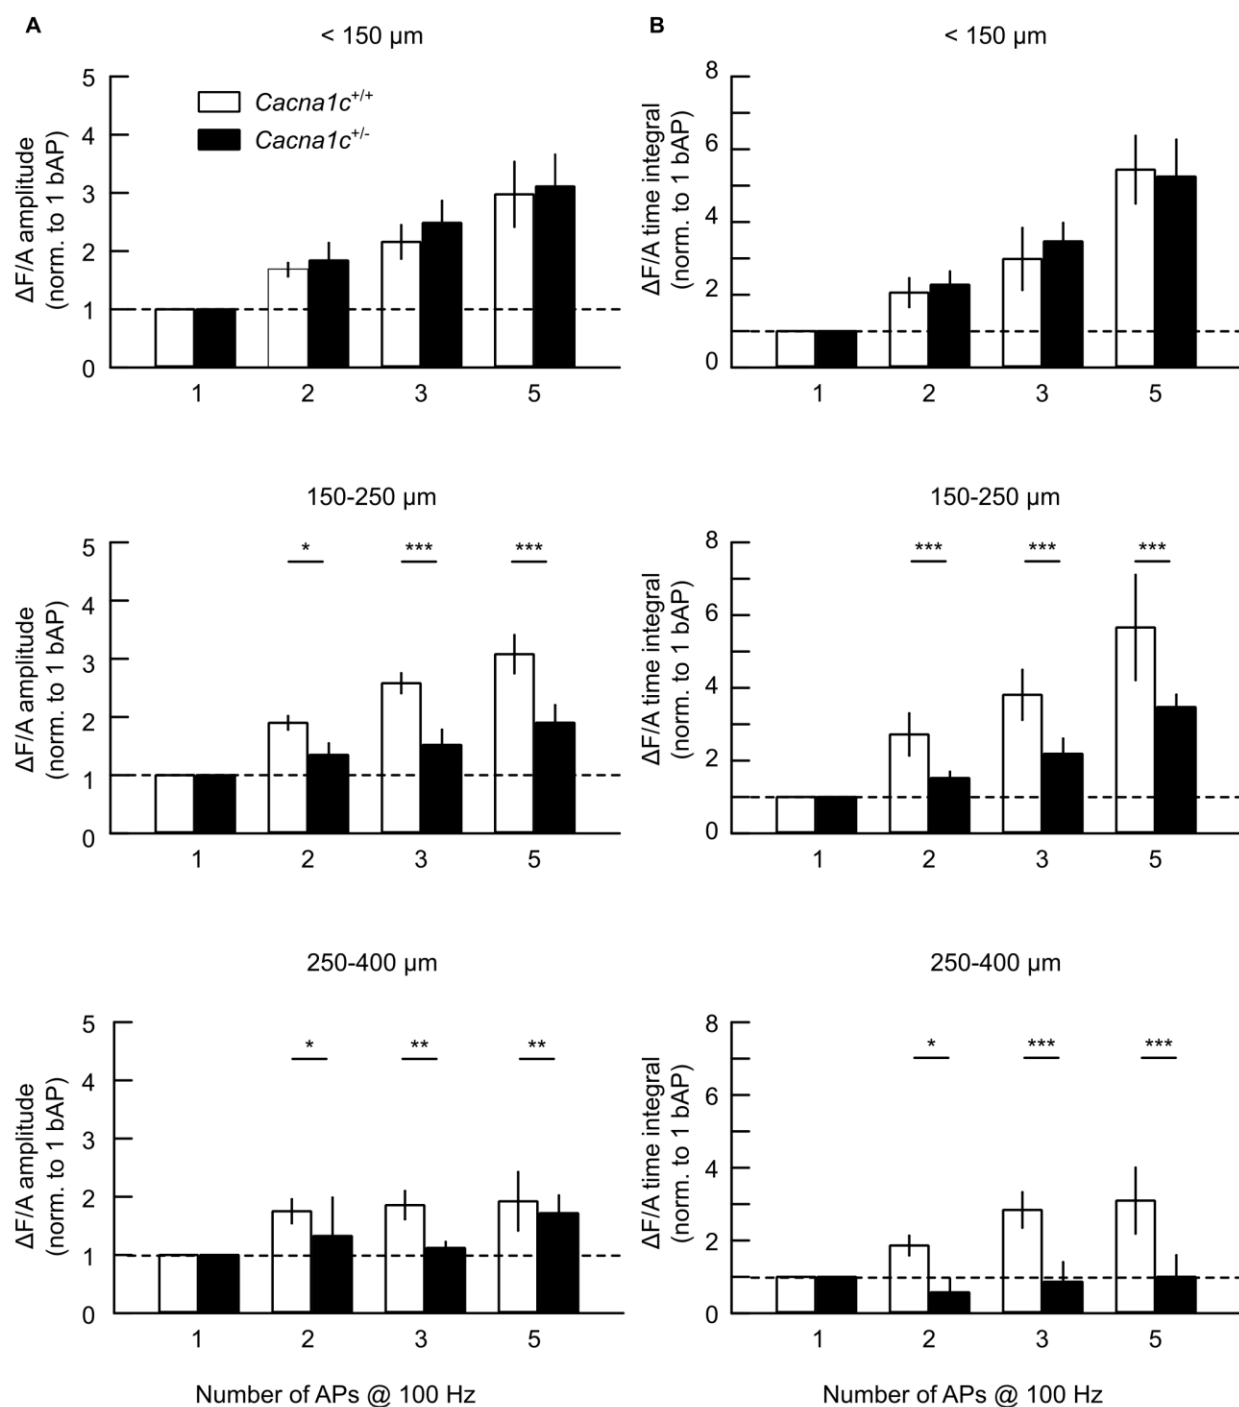 A
< 150 µm
ΔF/A amplitude
(norm. to 1 bAP)
5
4
3
2
1
0
Cacna1c+/+
Cacna1c+/-
1 2 3 5
B
< 150 µm
ΔF/A time integral
(norm. to 1 bAP)
8
6
4
2
0
1 2 3 5
150-250 µm
ΔF/A amplitude
(norm. to 1 bAP)
5
4
3
2
1
0
* *** ***
1 2 3 5
150-250 µm
ΔF/A time integral
(norm. to 1 bAP)
8
6
4
2
0
*** *** ***
1 2 3 5
250-400 µm
ΔF/A amplitude
(norm. to 1 bAP)
5
4
3
2
1
0
* ** **
1 2 3 5
Number of APs @ 100 Hz
250-400 µm
ΔF/A time integral
(norm. to 1 bAP)
8
6
4
2
0
* *** ***
1 2 3 5
Number of APs @ 100 Hz